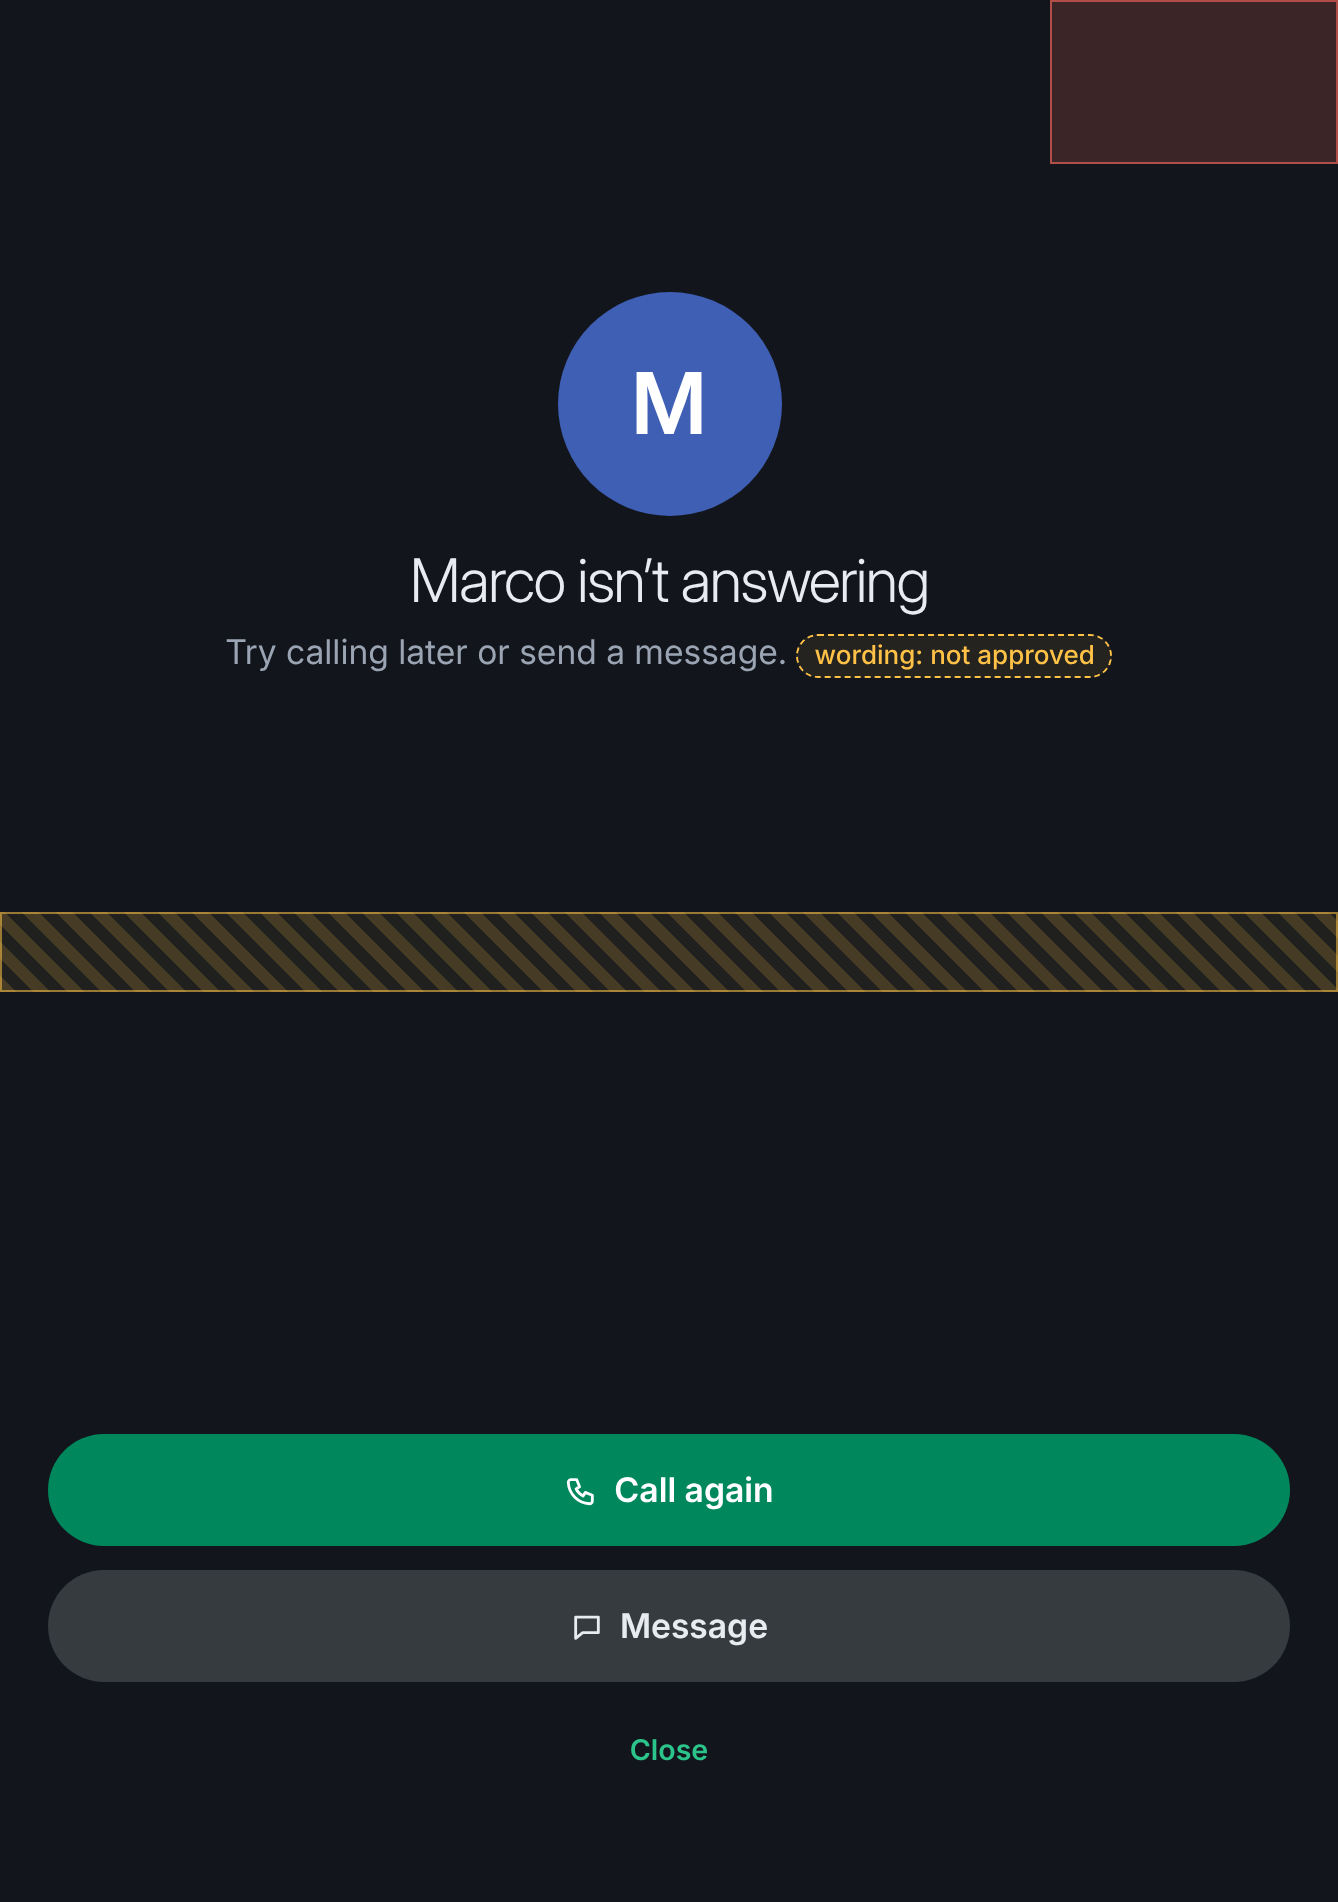 M
Marco isn’t answering
Try calling later or send a message. wording: not approved
Call again
Message
Close